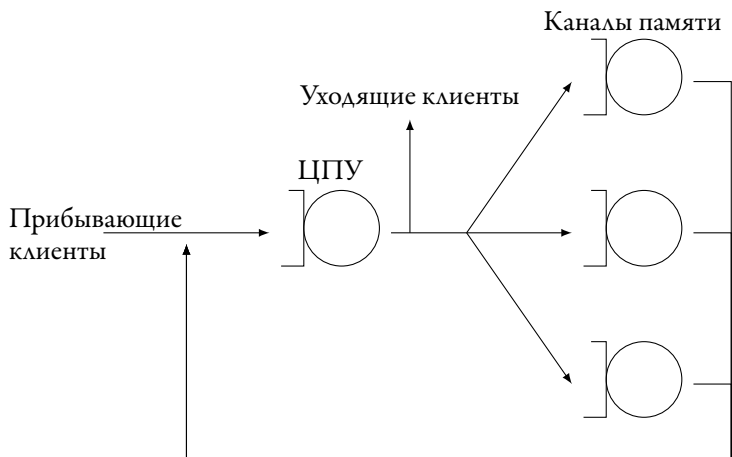 Каналы памяти
Уходящие клиенты
ЦПУ
Прибывающие
клиенты